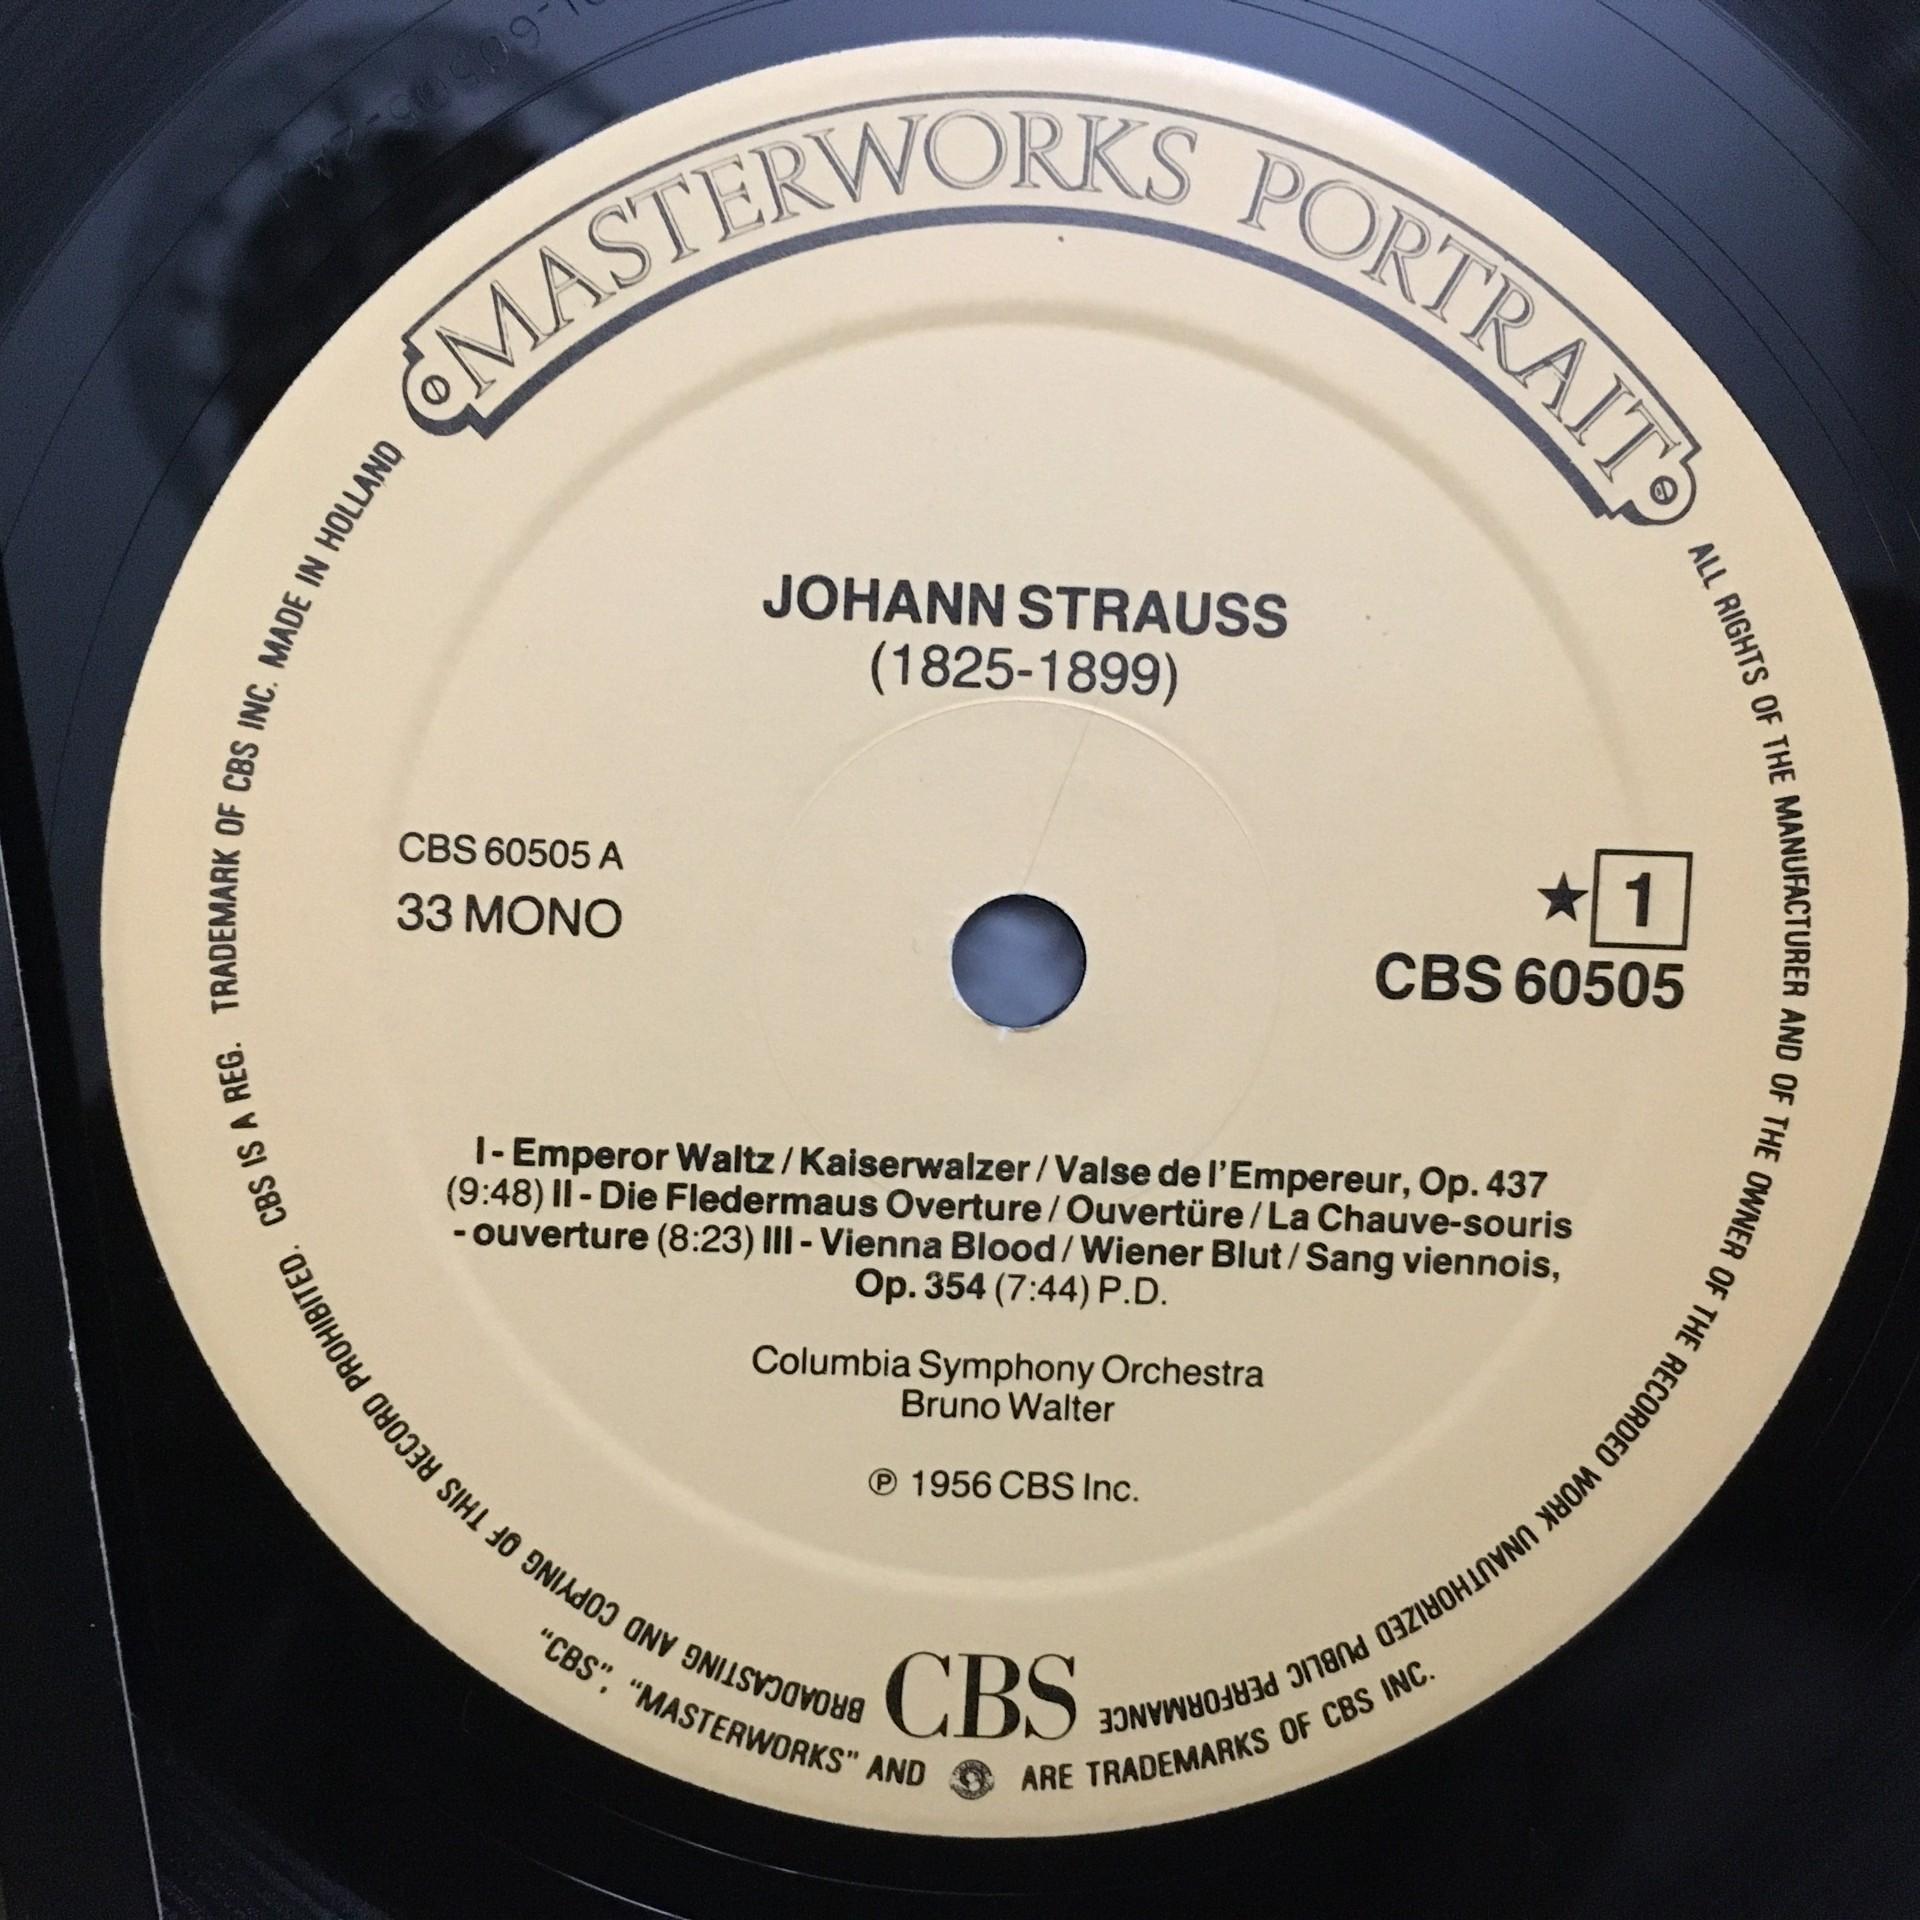 MASTERWORKS PORTRAIT
JOHANN STRAUSS
(1825-1899)
CBS 60505 A
33 MONO
★ 1
CBS 60505
I - Emperor Waltz / Kaiserwalzer / Valse de l'Empereur, Op. 437
(9:48) II - Die Fledermaus Overture / Ouvertüre / La Chauve-souris
- ouverture (8:23) III - Vienna Blood / Wiener Blut / Sang viennois,
Op. 354 (7:44) P.D.
Columbia Symphony Orchestra
Bruno Walter
℗ 1956 CBS Inc.
ALL RIGHTS OF THE MANUFACTURER AND OF THE OWNER OF THE RECORDED WORK UNAUTHORIZED PUBLIC PERFORMANCE
BROADCASTING AND COPYING OF THIS RECORD PROHIBITED. CBS IS A REG. TRADEMARK OF CBS INC. MADE IN HOLLAND
CBS
"CBS", "MASTERWORKS" AND ARE TRADEMARKS OF CBS INC.